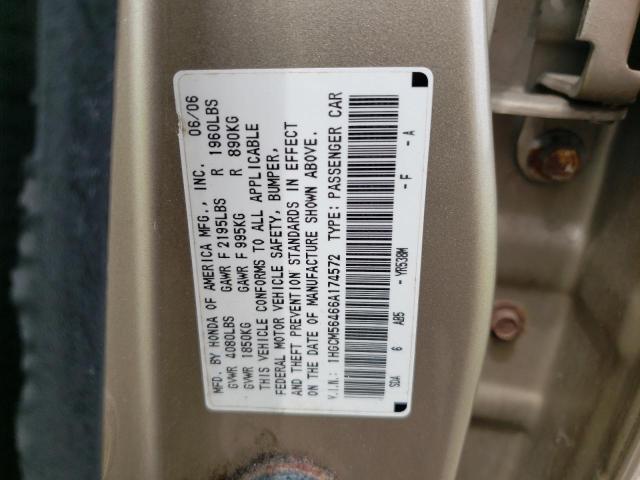 MFD. BY HONDA OF AMERICA MFG., INC. 06/06
GVWR 4080LBS GAWR F 2195LBS R 1960LBS
GVWR 1850KG GAWR F 995KG R 890KG
THIS VEHICLE CONFORMS TO ALL APPLICABLE
FEDERAL MOTOR VEHICLE SAFETY, BUMPER,
AND THEFT PREVENTION STANDARDS IN EFFECT
ON THE DATE OF MANUFACTURE SHOWN ABOVE.
V.I.N.: 1HGCM56466A174572 TYPE: PASSENGER CAR
SDA 6 AB5 - YR538M - F - A